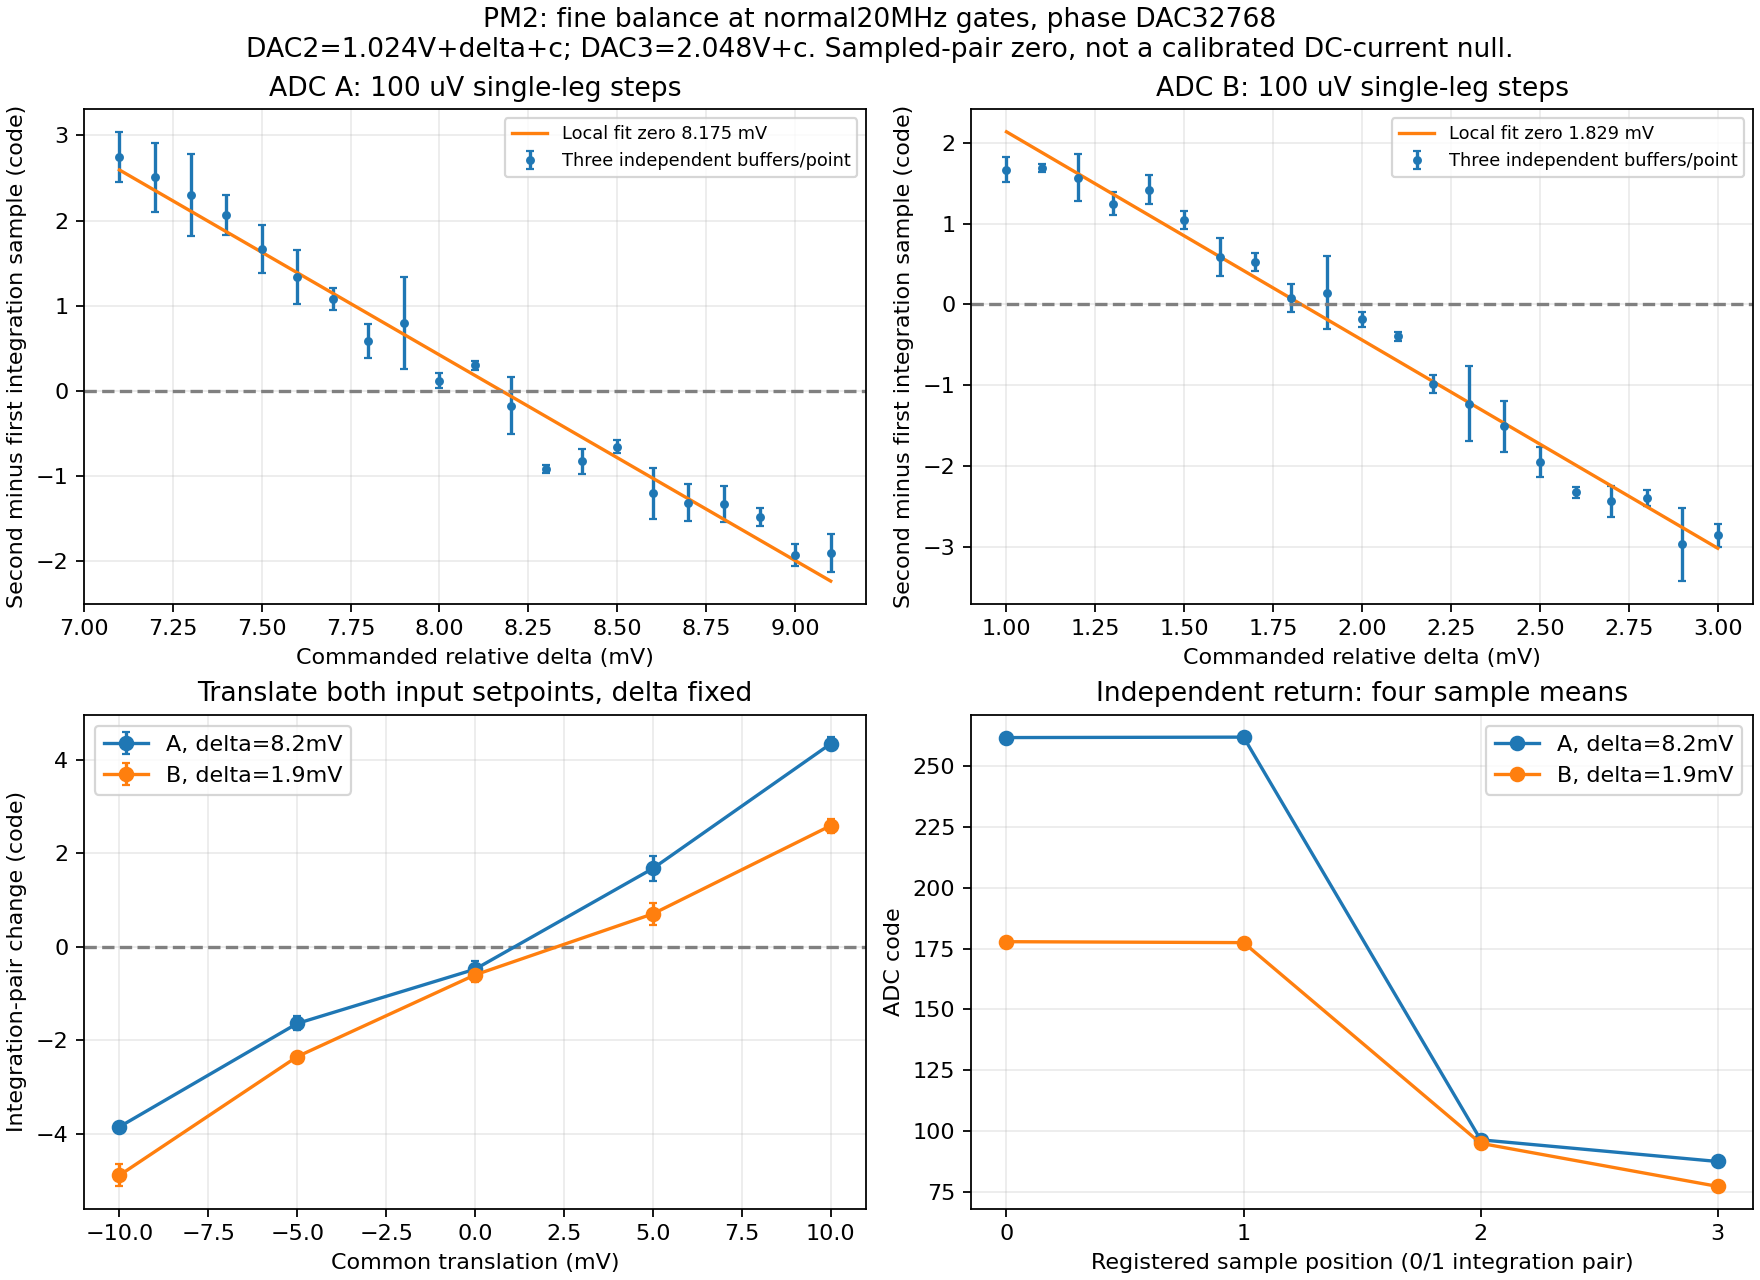 PM2: fine balance at normal20MHz gates, phase DAC32768
DAC2=1.024V+delta+c; DAC3=2.048V+c. Sampled-pair zero, not a calibrated DC-current null.
ADC A: 100 uV single-leg steps
Second minus first integration sample (code)
3
2
1
0
−1
−2
Local fit zero 8.175 mV
Three independent buffers/point
7.00 7.25 7.50 7.75 8.00 8.25 8.50 8.75 9.00
Commanded relative delta (mV)
ADC B: 100 uV single-leg steps
Second minus first integration sample (code)
2
1
0
−1
−2
−3
Local fit zero 1.829 mV
Three independent buffers/point
1.00 1.25 1.50 1.75 2.00 2.25 2.50 2.75 3.00
Commanded relative delta (mV)
Translate both input setpoints, delta fixed
Integration-pair change (code)
4
2
0
−2
−4
A, delta=8.2mV
B, delta=1.9mV
−10.0 −7.5 −5.0 −2.5 0.0 2.5 5.0 7.5 10.0
Common translation (mV)
Independent return: four sample means
ADC code
250
225
200
175
150
125
100
75
A, delta=8.2mV
B, delta=1.9mV
0 1 2 3
Registered sample position (0/1 integration pair)